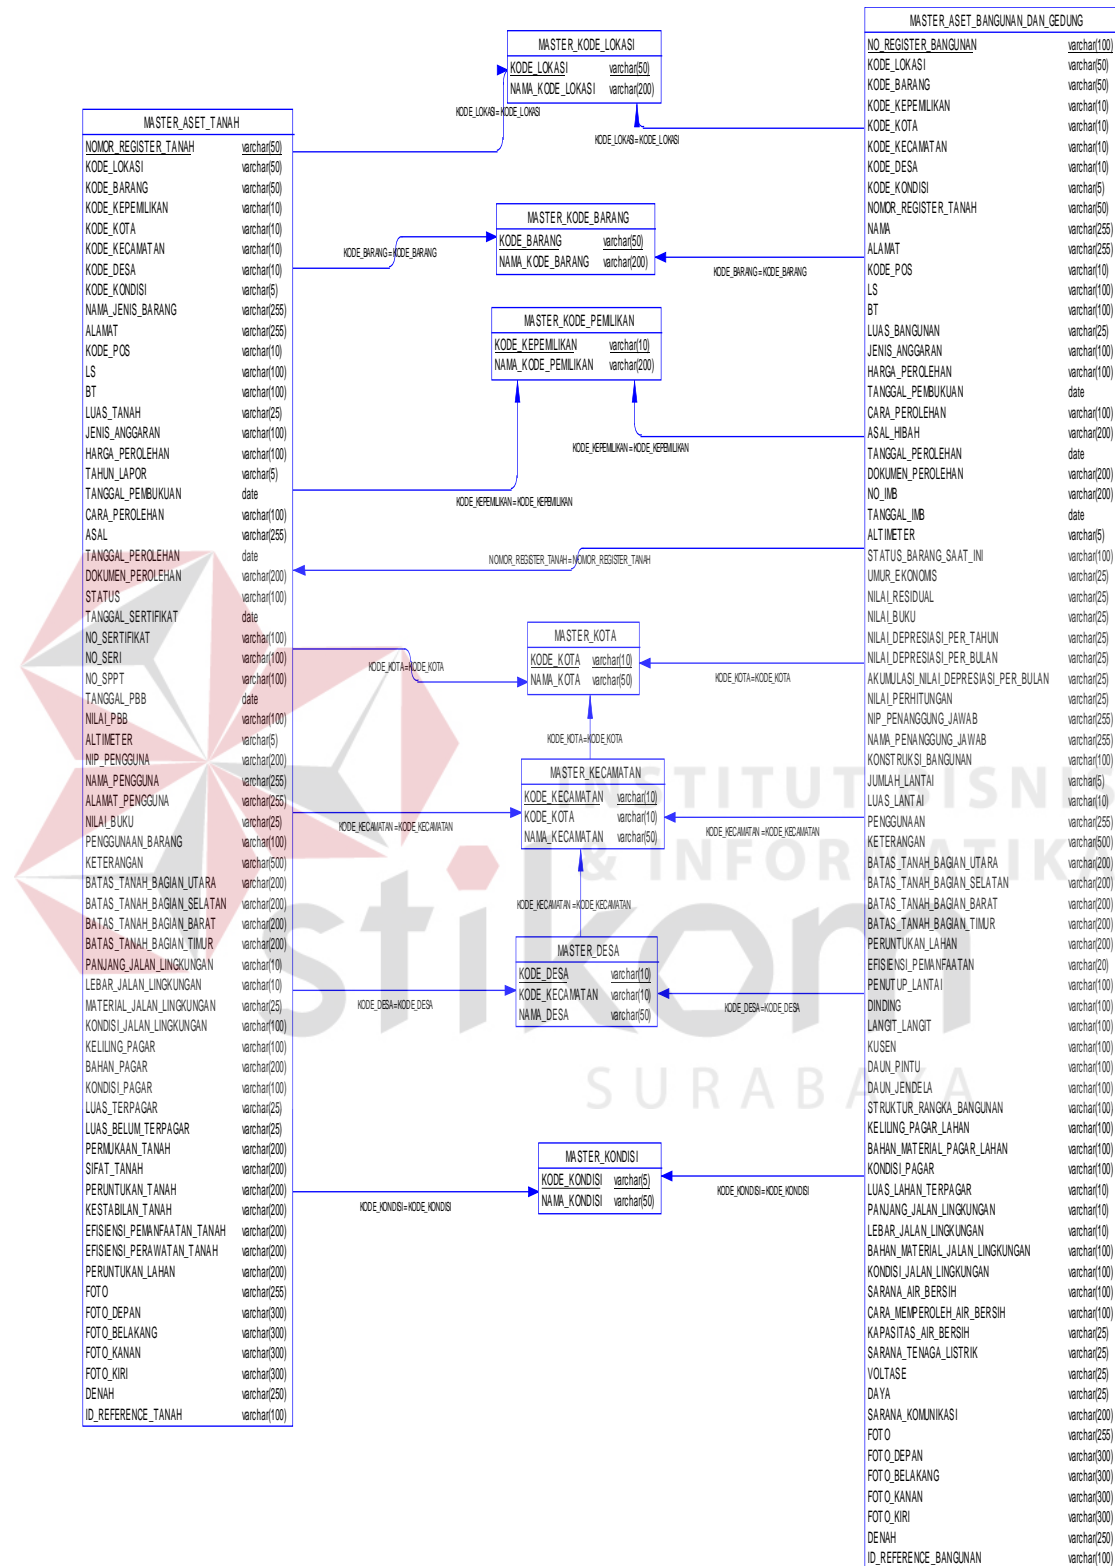 MASTER_ASET_TANAH
NOMOR_REGISTER_TANAH varchar(50)
KODE_LOKASI varchar(50)
KODE_BARANG varchar(50)
KODE_KEPEMILIKAN varchar(10)
KODE_KOTA varchar(10)
KODE_KECAMATAN varchar(10)
KODE_DESA varchar(10)
KODE_KONDISI varchar(5)
NAMA_JENIS_BARANG varchar(255)
ALAMAT varchar(255)
KODE_POS varchar(10)
LS varchar(100)
BT varchar(100)
LUAS_TANAH varchar(25)
JENIS_ANGGARAN varchar(100)
HARGA_PEROLEHAN varchar(100)
TAHUN_LAPOR varchar(5)
TANGGAL_PEMBUKUAN date
CARA_PEROLEHAN varchar(100)
ASAL varchar(255)
TANGGAL_PEROLEHAN date
DOKUMEN_PEROLEHAN varchar(200)
STATUS varchar(100)
TANGGAL_SERTIFIKAT date
NO_SERTIFIKAT varchar(100)
NO_SERI varchar(100)
NO_SPPT varchar(100)
TANGGAL_PBB date
NILAI_PBB varchar(100)
ALTIMETER varchar(5)
NIP_PENGGUNA varchar(200)
NAMA_PENGGUNA varchar(255)
ALAMAT_PENGGUNA varchar(255)
NILAI_BUKU varchar(25)
PENGGUNAAN_BARANG varchar(100)
KETERANGAN varchar(500)
BATAS_TANAH_BAGIAN_UTARA varchar(200)
BATAS_TANAH_BAGIAN_SELATAN varchar(200)
BATAS_TANAH_BAGIAN_BARAT varchar(200)
BATAS_TANAH_BAGIAN_TIMUR varchar(200)
PANJANG_JALAN_LINGKUNGAN varchar(10)
LEBAR_JALAN_LINGKUNGAN varchar(10)
MATERIAL_JALAN_LINGKUNGAN varchar(25)
KONDISI_JALAN_LINGKUNGAN varchar(100)
KELILING_PAGAR varchar(100)
BAHAN_PAGAR varchar(200)
KONDISI_PAGAR varchar(100)
LUAS_TERPAGAR varchar(25)
LUAS_BELUM_TERPAGAR varchar(25)
PERMUKAAN_TANAH varchar(200)
SIFAT_TANAH varchar(200)
PERUNTUKAN_TANAH varchar(200)
KESTABILAN_TANAH varchar(200)
EFISIENSI_PEMANFAATAN_TANAH varchar(200)
EFISIENSI_PERAWATAN_TANAH varchar(200)
PERUNTUKAN_LAHAN varchar(200)
FOTO varchar(255)
FOTO_DEPAN varchar(300)
FOTO_BELAKANG varchar(300)
FOTO_KANAN varchar(300)
FOTO_KIRI varchar(300)
DENAH varchar(250)
ID_REFERENCE_TANAH varchar(100)
MASTER_KODE_LOKASI
KODE_LOKASI varchar(50)
NAMA_KODE_LOKASI varchar(200)
KODE_LOKASI = KODE_LOKASI
KODE_LOKASI = KODE_LOKASI
MASTER_KODE_BARANG
KODE_BARANG varchar(50)
NAMA_KODE_BARANG varchar(200)
KODE_BARANG = KODE_BARANG
KODE_BARANG = KODE_BARANG
MASTER_KODE_PEMILIKAN
KODE_KEPEMILIKAN varchar(10)
NAMA_KODE_PEMILIKAN varchar(200)
KODE_KEPEMILIKAN = KODE_KEPEMILIKAN
KODE_KEPEMILIKAN = KODE_KEPEMILIKAN
NOMOR_REGISTER_TANAH = NOMOR_REGISTER_TANAH
MASTER_KOTA
KODE_KOTA varchar(10)
NAMA_KOTA varchar(50)
KODE_KOTA = KODE_KOTA
KODE_KOTA = KODE_KOTA
KODE_KOTA = KODE_KOTA
MASTER_KECAMATAN
KODE_KECAMATAN varchar(10)
KODE_KOTA varchar(10)
NAMA_KECAMATAN varchar(50)
KODE_KECAMATAN = KODE_KECAMATAN
KODE_KECAMATAN = KODE_KECAMATAN
KODE_KECAMATAN = KODE_KECAMATAN
MASTER_DESA
KODE_DESA varchar(10)
KODE_KECAMATAN varchar(10)
NAMA_DESA varchar(50)
KODE_DESA = KODE_DESA
KODE_DESA = KODE_DESA
MASTER_KONDISI
KODE_KONDISI varchar(5)
NAMA_KONDISI varchar(50)
KODE_KONDISI = KODE_KONDISI
KODE_KONDISI = KODE_KONDISI
MASTER_ASET_BANGUNAN_DAN_GEDUNG
NO_REGISTER_BANGUNAN varchar(100)
KODE_LOKASI varchar(50)
KODE_BARANG varchar(50)
KODE_KEPEMILIKAN varchar(10)
KODE_KOTA varchar(10)
KODE_KECAMATAN varchar(10)
KODE_DESA varchar(10)
KODE_KONDISI varchar(5)
NOMOR_REGISTER_TANAH varchar(50)
NAMA varchar(255)
ALAMAT varchar(255)
KODE_POS varchar(10)
LS varchar(100)
BT varchar(100)
LUAS_BANGUNAN varchar(25)
JENIS_ANGGARAN varchar(100)
HARGA_PEROLEHAN varchar(100)
TANGGAL_PEMBUKUAN date
CARA_PEROLEHAN varchar(100)
ASAL_HIBAH varchar(200)
TANGGAL_PEROLEHAN date
DOKUMEN_PEROLEHAN varchar(200)
NO_IMB varchar(200)
TANGGAL_IMB date
ALTIMETER varchar(5)
STATUS_BARANG_SAAT_INI varchar(100)
UMUR_EKONOMIS varchar(25)
NILAI_RESIDUAL varchar(25)
NILAI_BUKU varchar(25)
NILAI_DEPRESIASI_PER_TAHUN varchar(25)
NILAI_DEPRESIASI_PER_BULAN varchar(25)
AKUMULASI_NILAI_DEPRESIASI_PER_BULAN varchar(25)
NILAI_PERHITUNGAN varchar(25)
NIP_PENANGGUNG_JAWAB varchar(255)
NAMA_PENANGGUNG_JAWAB varchar(255)
KONSTRUKSI_BANGUNAN varchar(100)
JUMLAH_LANTAI varchar(5)
LUAS_LANTAI varchar(10)
PENGGUNAAN varchar(255)
KETERANGAN varchar(500)
BATAS_TANAH_BAGIAN_UTARA varchar(200)
BATAS_TANAH_BAGIAN_SELATAN varchar(200)
BATAS_TANAH_BAGIAN_BARAT varchar(200)
BATAS_TANAH_BAGIAN_TIMUR varchar(200)
PERUNTUKAN_LAHAN varchar(200)
EFISIENSI_PEMANFAATAN varchar(20)
PENUTUP_LANTAI varchar(100)
DINDING varchar(100)
LANGIT_LANGIT varchar(100)
KUSEN varchar(100)
DAUN_PINTU varchar(100)
DAUN_JENDELA varchar(100)
STRUKTUR_RANGKA_BANGUNAN varchar(100)
KELILING_PAGAR_LAHAN varchar(100)
BAHAN_MATERIAL_PAGAR_LAHAN varchar(100)
KONDISI_PAGAR varchar(100)
LUAS_LAHAN_TERPAGAR varchar(10)
PANJANG_JALAN_LINGKUNGAN varchar(10)
LEBAR_JALAN_LINGKUNGAN varchar(10)
BAHAN_MATERIAL_JALAN_LINGKUNGAN varchar(100)
KONDISI_JALAN_LINGKUNGAN varchar(100)
SARANA_AIR_BERSIH varchar(100)
CARA_MEMPEROLEH_AIR_BERSIH varchar(100)
KAPASITAS_AIR_BERSIH varchar(25)
SARANA_TENAGA_LISTRIK varchar(25)
VOLTASE varchar(25)
DAYA varchar(25)
SARANA_KOMUNIKASI varchar(200)
FOTO varchar(255)
FOTO_DEPAN varchar(300)
FOTO_BELAKANG varchar(300)
FOTO_KANAN varchar(300)
FOTO_KIRI varchar(300)
DENAH varchar(250)
ID_REFERENCE_BANGUNAN varchar(100)
INSTITUT BISNIS
& INFORMATIKA
stikom
SURABAYA